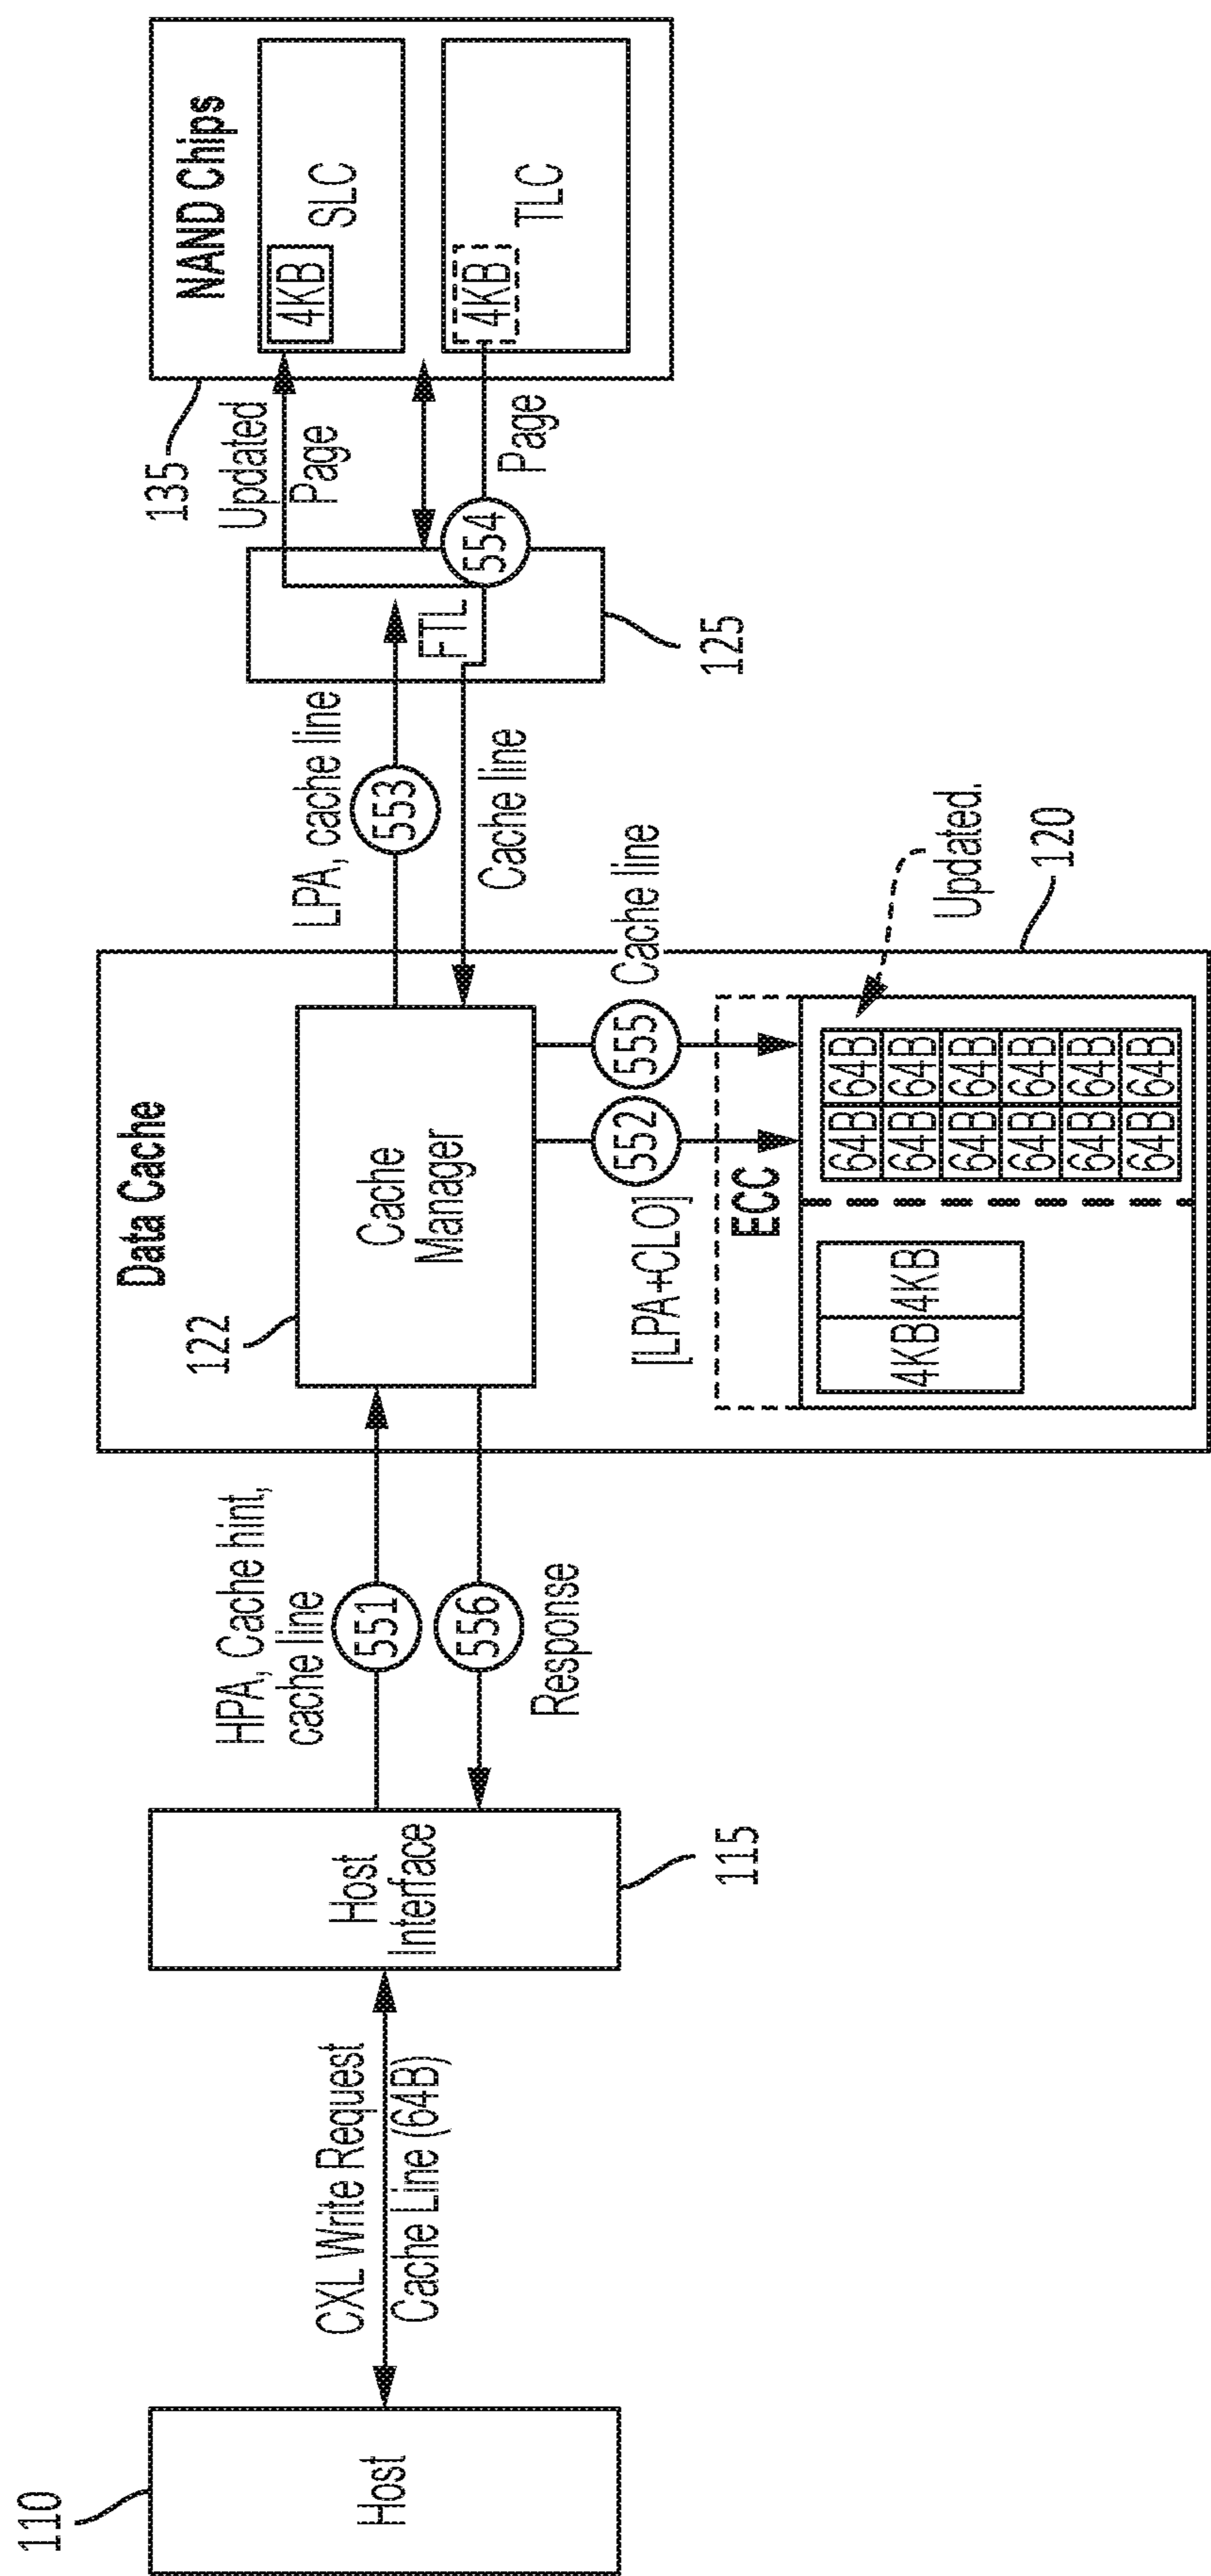 110
Host
CXL Write Request
Cache Line (64B)
Host
Interface
115
HPA, Cache hint,
cache line
551
556
Response
Data Cache
122
Cache
Manager
[LPA+CLO]
552
555
Cache line
ECC
4KB 4KB
64B 64B
64B 64B
64B 64B
64B 64B
64B 64B
64B 64B
Updated.
120
LPA, cache line
553
Cache line
FTL
125
554
Updated
Page
Page
135
NAND Chips
4KB
SLC
4KB
TLC